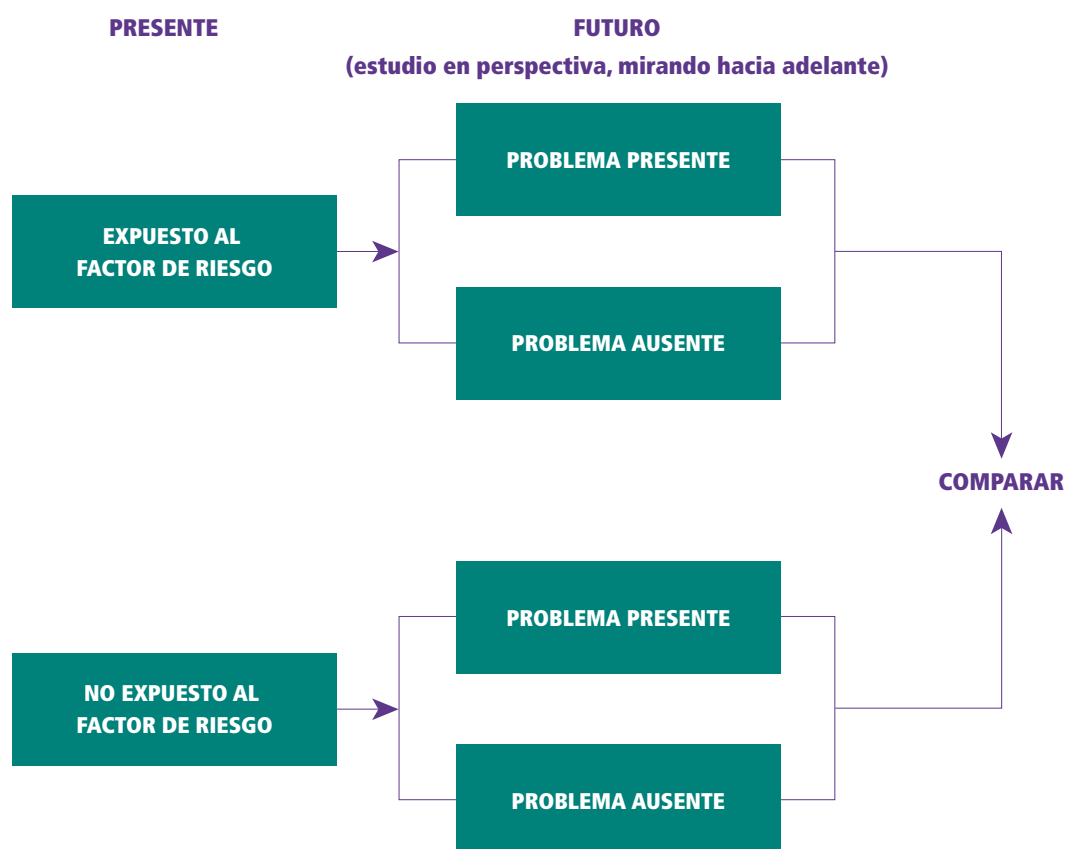 PRESENTE
FUTURO
(estudio en perspectiva, mirando hacia adelante)
PROBLEMA PRESENTE
EXPUESTO AL
FACTOR DE RIESGO
PROBLEMA AUSENTE
COMPARAR
PROBLEMA PRESENTE
NO EXPUESTO AL
FACTOR DE RIESGO
PROBLEMA AUSENTE